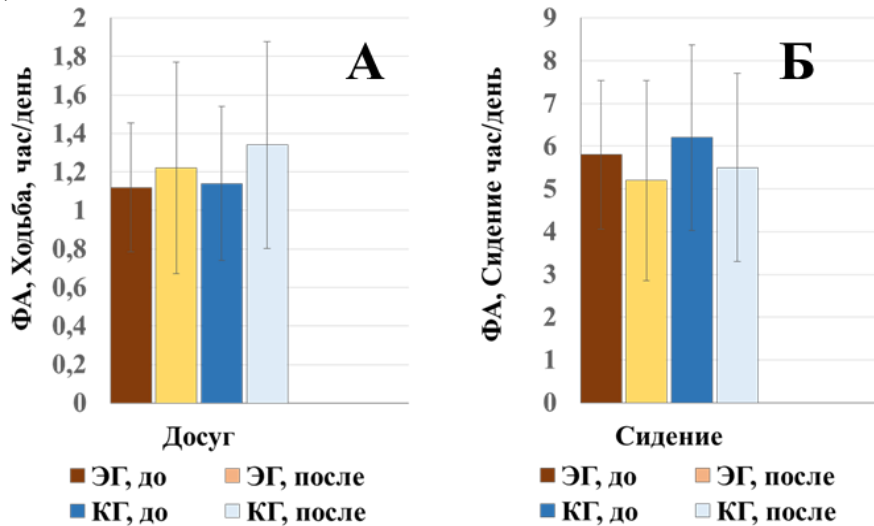 ФА, Ходьба, час/день
2
1,8
1,6
1,4
1,2
1
0,8
0,6
0,4
0,2
0
А
Досуг
ЭГ, до
ЭГ, после
КГ, до
КГ, после
ФА, Сидение час/день
9
8
7
6
5
4
3
2
1
0
Б
Сидение
ЭГ, до
ЭГ, после
КГ, до
КГ, после